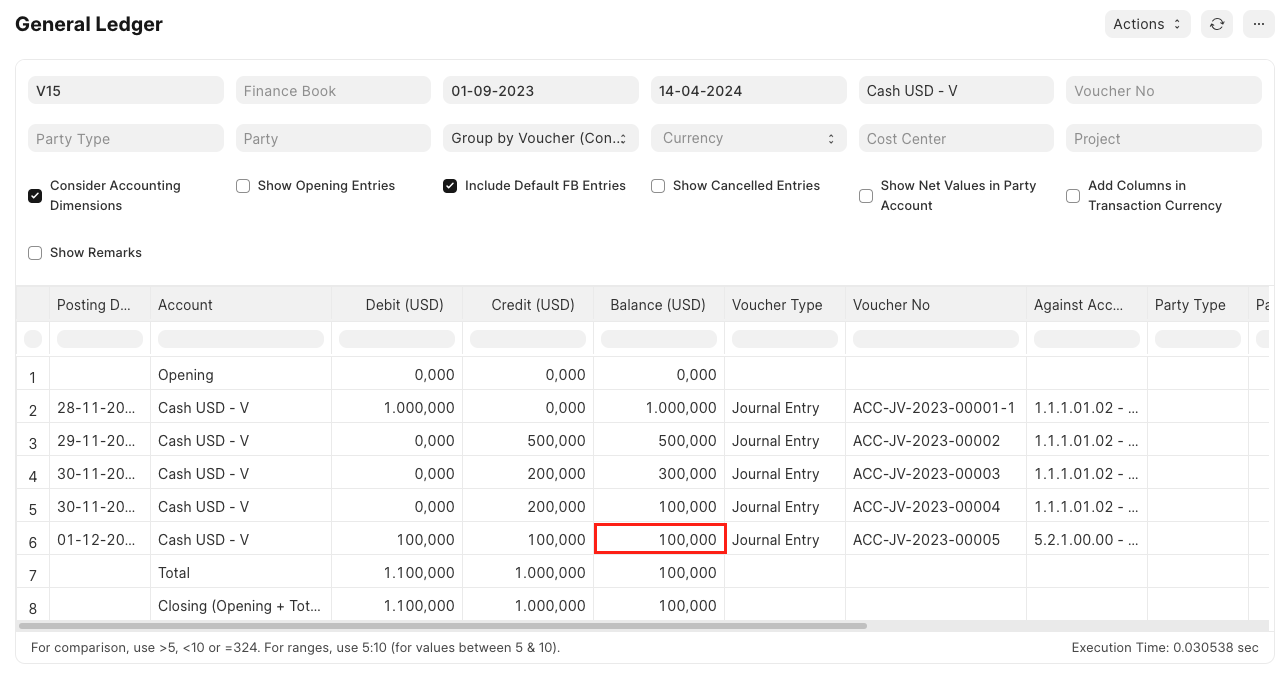 General Ledger
Actions
...
V15 Finance Book 01-09-2023 14-04-2024 Cash USD - V Voucher No
Party Type Party Group by Voucher (Con... Currency Cost Center Project
Consider Accounting Dimensions Show Opening Entries Include Default FB Entries Show Cancelled Entries Show Net Values in Party Account Add Columns in Transaction Currency
Show Remarks
Posting D... Account Debit (USD) Credit (USD) Balance (USD) Voucher Type Voucher No Against Acc... Party Type Pa
1 Opening 0,000 0,000 0,000
2 28-11-20... Cash USD - V 1.000,000 0,000 1.000,000 Journal Entry ACC-JV-2023-00001-1 1.1.1.01.02 - ...
3 29-11-20... Cash USD - V 0,000 500,000 500,000 Journal Entry ACC-JV-2023-00002 1.1.1.01.02 - ...
4 30-11-20... Cash USD - V 0,000 200,000 300,000 Journal Entry ACC-JV-2023-00003 1.1.1.01.02 - ...
5 30-11-20... Cash USD - V 0,000 200,000 100,000 Journal Entry ACC-JV-2023-00004 1.1.1.01.02 - ...
6 01-12-20... Cash USD - V 100,000 100,000 100,000 Journal Entry ACC-JV-2023-00005 5.2.1.00.00 - ...
7 Total 1.100,000 1.000,000 100,000
8 Closing (Opening + Tot... 1.100,000 1.000,000 100,000
For comparison, use >5, <10 or =324. For ranges, use 5:10 (for values between 5 & 10). Execution Time: 0.030538 sec